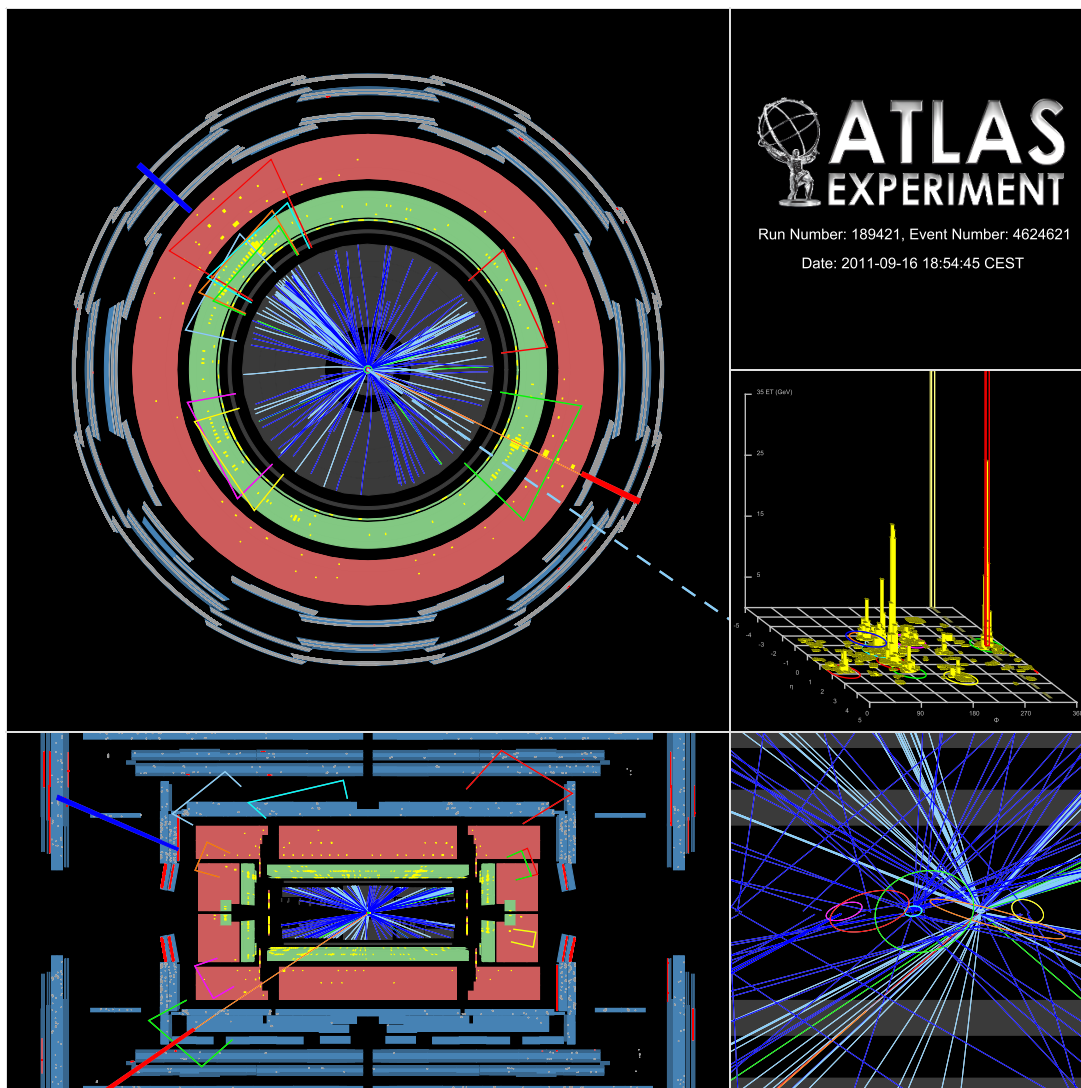 ATLAS
EXPERIMENT
Run Number: 189421, Event Number: 4624621
Date: 2011-09-16 18:54:45 CEST
35 ET (GeV)
25
15
5
-5
-4
-3
-2
-1
0
1
2
3
4
5
η
0
90
180
270
360
Φ